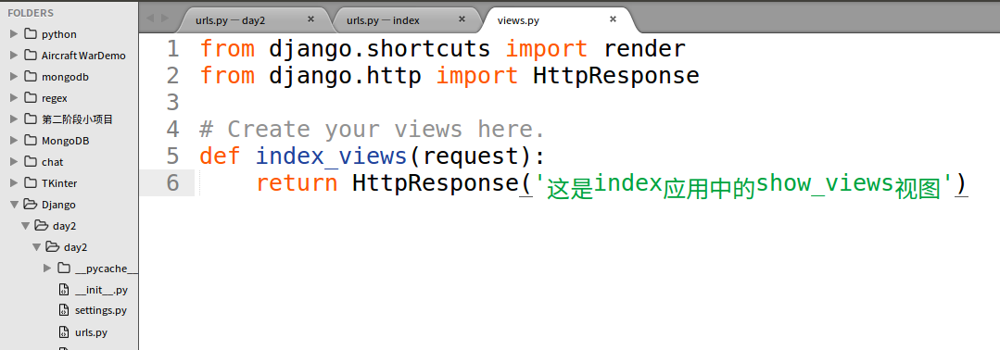 FOLDERS
python
Aircraft WarDemo
mongodb
regex
第二阶段小项目
MongoDB
chat
TKinter
Django
day2
day2
__pycache__
__init__.py
settings.py
urls.py
urls.py — day2
urls.py — index
views.py
1 from django.shortcuts import render
2 from django.http import HttpResponse
3
4 # Create your views here.
5 def index_views(request):
6 return HttpResponse('这是index应用中的show_views视图')